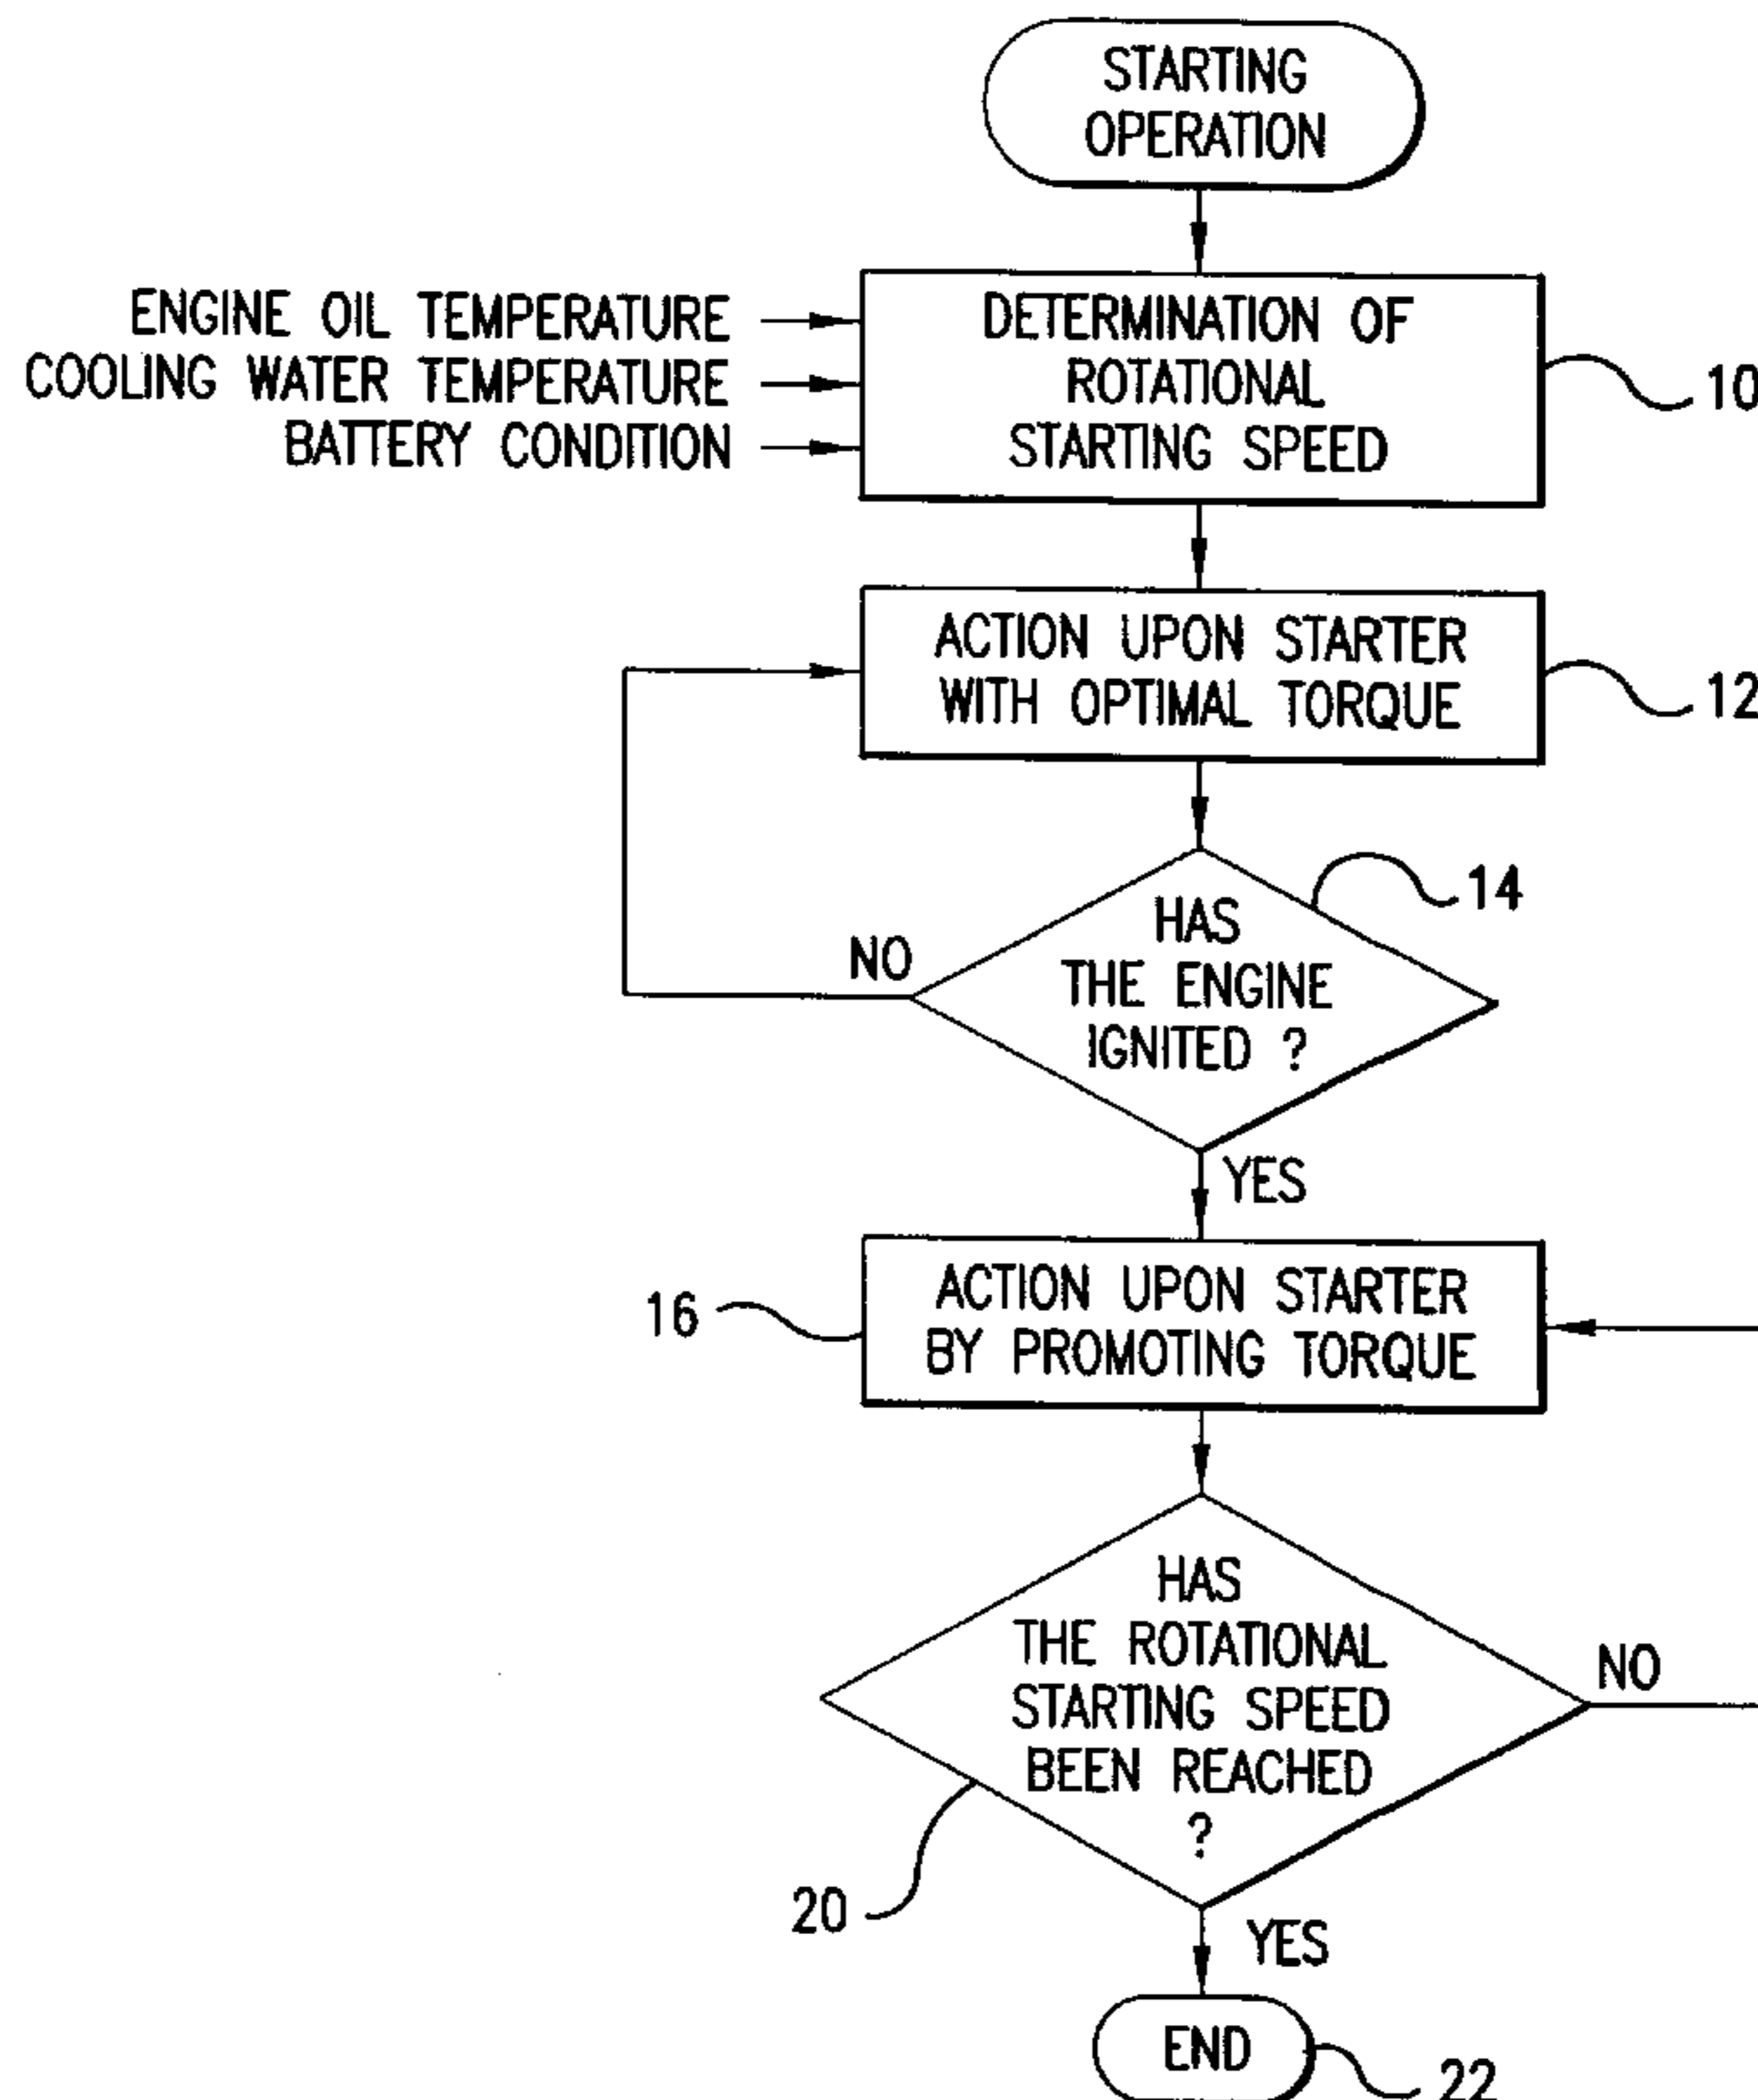 STARTING
OPERATION
ENGINE OIL TEMPERATURE
COOLING WATER TEMPERATURE
BATTERY CONDITION
DETERMINATION OF
ROTATIONAL
STARTING SPEED
10
ACTION UPON STARTER
WITH OPTIMAL TORQUE
12
HAS
THE ENGINE
IGNITED ?
14
NO
YES
ACTION UPON STARTER
BY PROMOTING TORQUE
16
HAS
THE ROTATIONAL
STARTING SPEED
BEEN REACHED
?
NO
20
YES
END
22